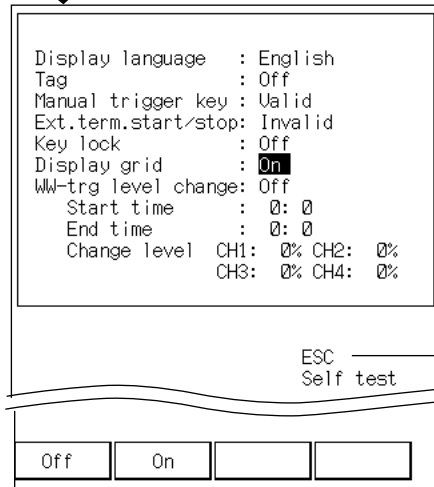 Display language : English
Tag : Off
Manual trigger key : Valid
Ext.term.start/stop: Invalid
Key lock : Off
Display grid : On
WW-trg level change: Off
Start time : 0: 0
End time : 0: 0
Change level CH1: 0% CH2: 0%
CH3: 0% CH4: 0%
ESC
Self test
Off On